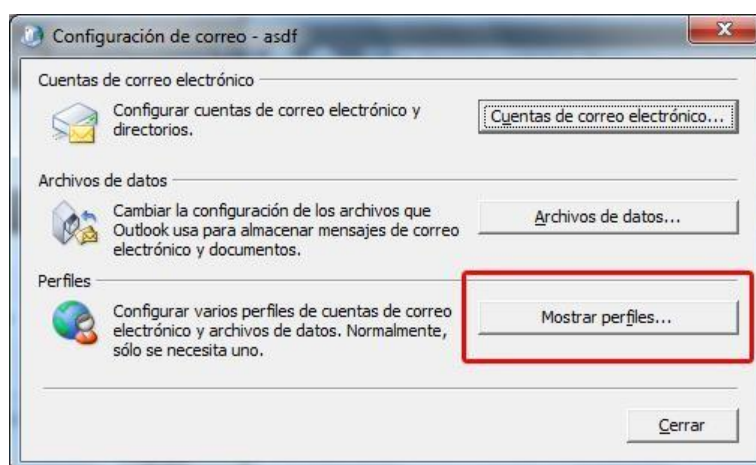 Configuración de correo - asdf
Cuentas de correo electrónico
Configurar cuentas de correo electrónico y
directorios.
Cuentas de correo electrónico...
Archivos de datos
Cambiar la configuración de los archivos que
Outlook usa para almacenar mensajes de correo
electrónico y documentos.
Archivos de datos...
Perfiles
Configurar varios perfiles de cuentas de correo
electrónico y archivos de datos. Normalmente,
sólo se necesita uno.
Mostrar perfiles...
Cerrar